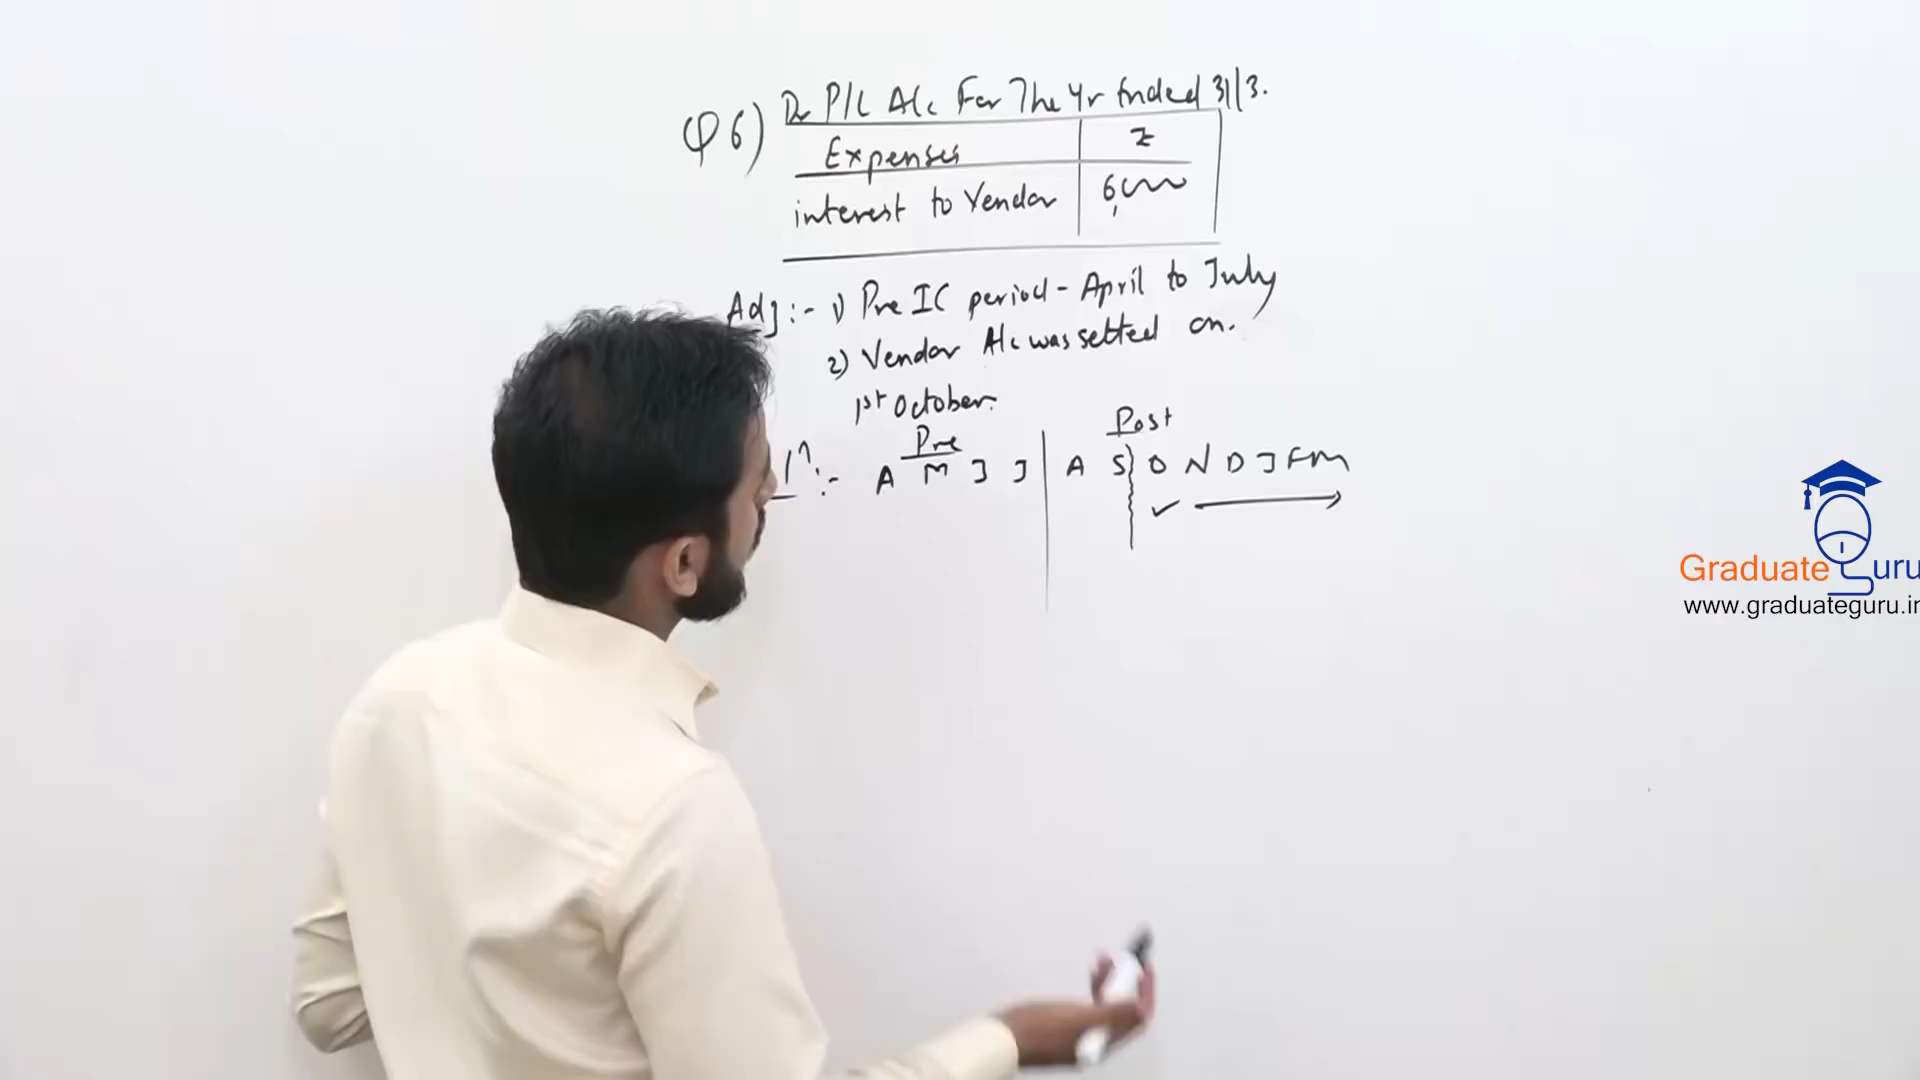 Q6) Dr P/L A/c For The Yr Ended 31/3.
Expenses ₹
interest to Vendor 6,000
Adj:- 1) Pre IC period - April to July
2) Vendor A/c was settled on.
1st October.
Pre Post
:- A M J J A S O N D J F M
Graduate Guru
www.graduateguru.in